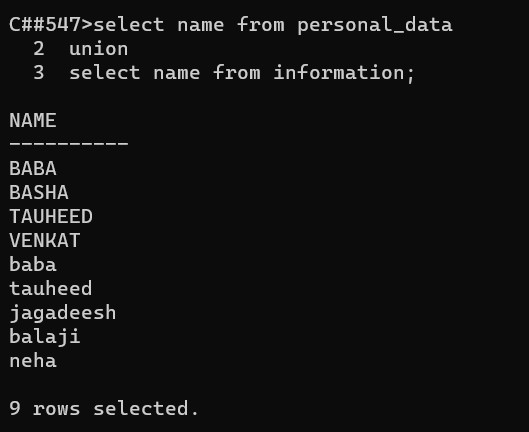 C##547>select name from personal_data
2 union
3 select name from information;
NAME
----------
BABA
BASHA
TAUHEED
VENKAT
baba
tauheed
jagadeesh
balaji
neha
9 rows selected.